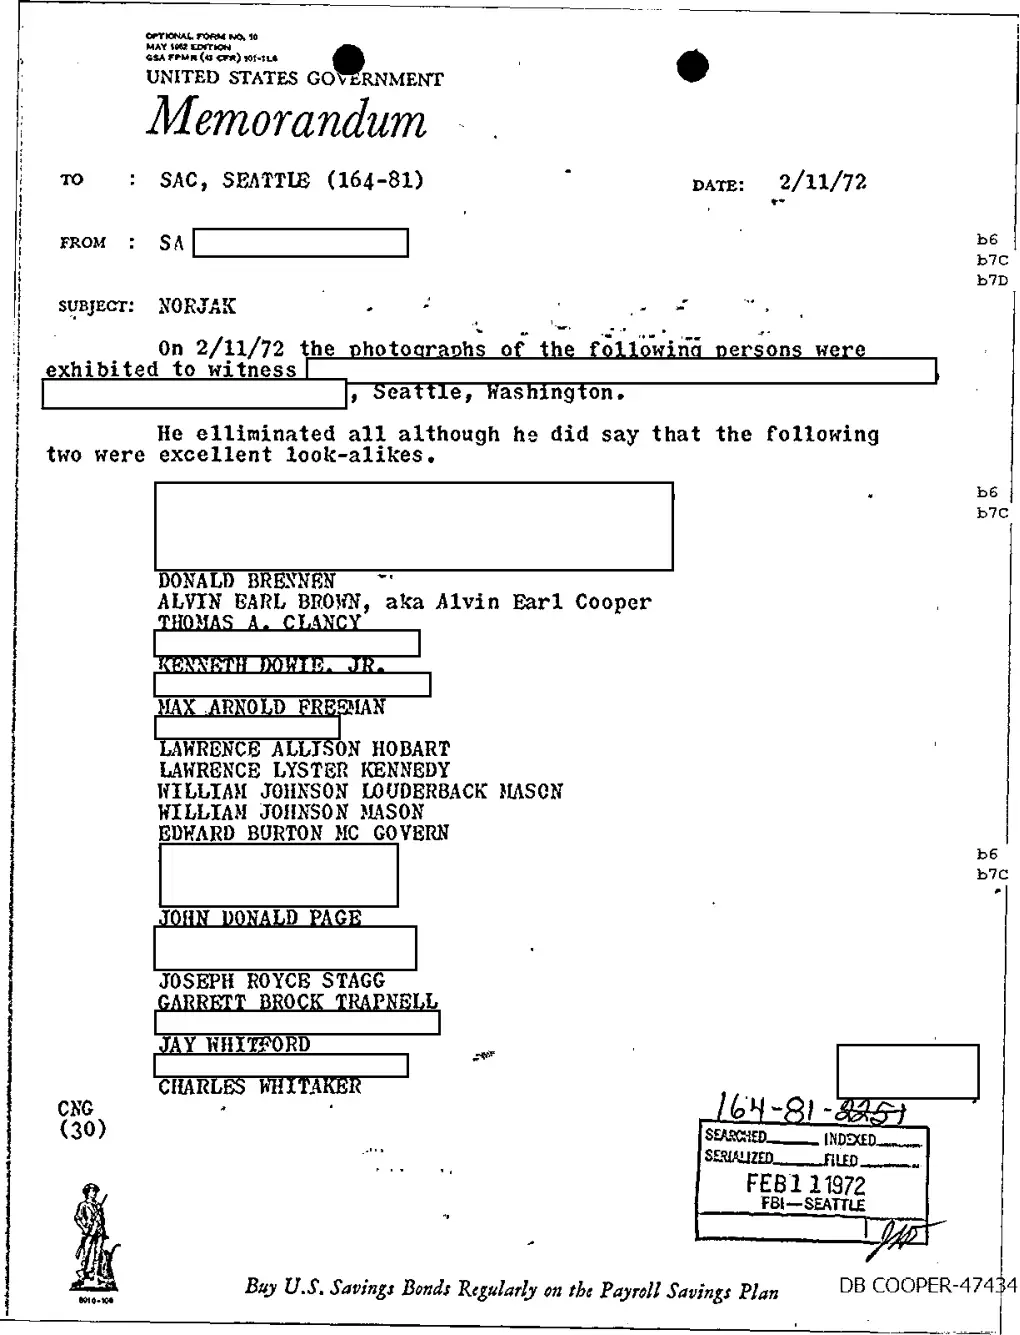 OPTIONAL FORM NO. 10
MAY 1962 EDITION
GSA FPMR (41 CFR) 101-11.6
UNITED STATES GOVERNMENT
Memorandum
TO : SAC, SEATTLE (164-81) DATE: 2/11/72
FROM : SA
b6
b7C
b7D
SUBJECT: NORJAK
On 2/11/72 the photographs of the following persons were
exhibited to witness
, Seattle, Washington.
He elliminated all although he did say that the following
two were excellent look-alikes.
b6
b7C
DONALD BRENNEN
ALVIN EARL BROWN, aka Alvin Earl Cooper
THOMAS A. CLANCY
KENNETH DOWIE, JR.
MAX ARNOLD FREEMAN
LAWRENCE ALLISON HOBART
LAWRENCE LYSTER KENNEDY
WILLIAM JOHNSON LOUDERBACK MASON
WILLIAM JOHNSON MASON
EDWARD BURTON MC GOVERN
b6
b7C
JOHN DONALD PAGE
JOSEPH ROYCE STAGG
GARRETT BROCK TRAPNELL
JAY WHITFORD
CHARLES WHITAKER
CNG
(30)
164-81-2251
SEARCHED INDEXED
SERIALIZED FILED
FEB 11 1972
FBI—SEATTLE
5010-108
Buy U.S. Savings Bonds Regularly on the Payroll Savings Plan
DB COOPER-47434